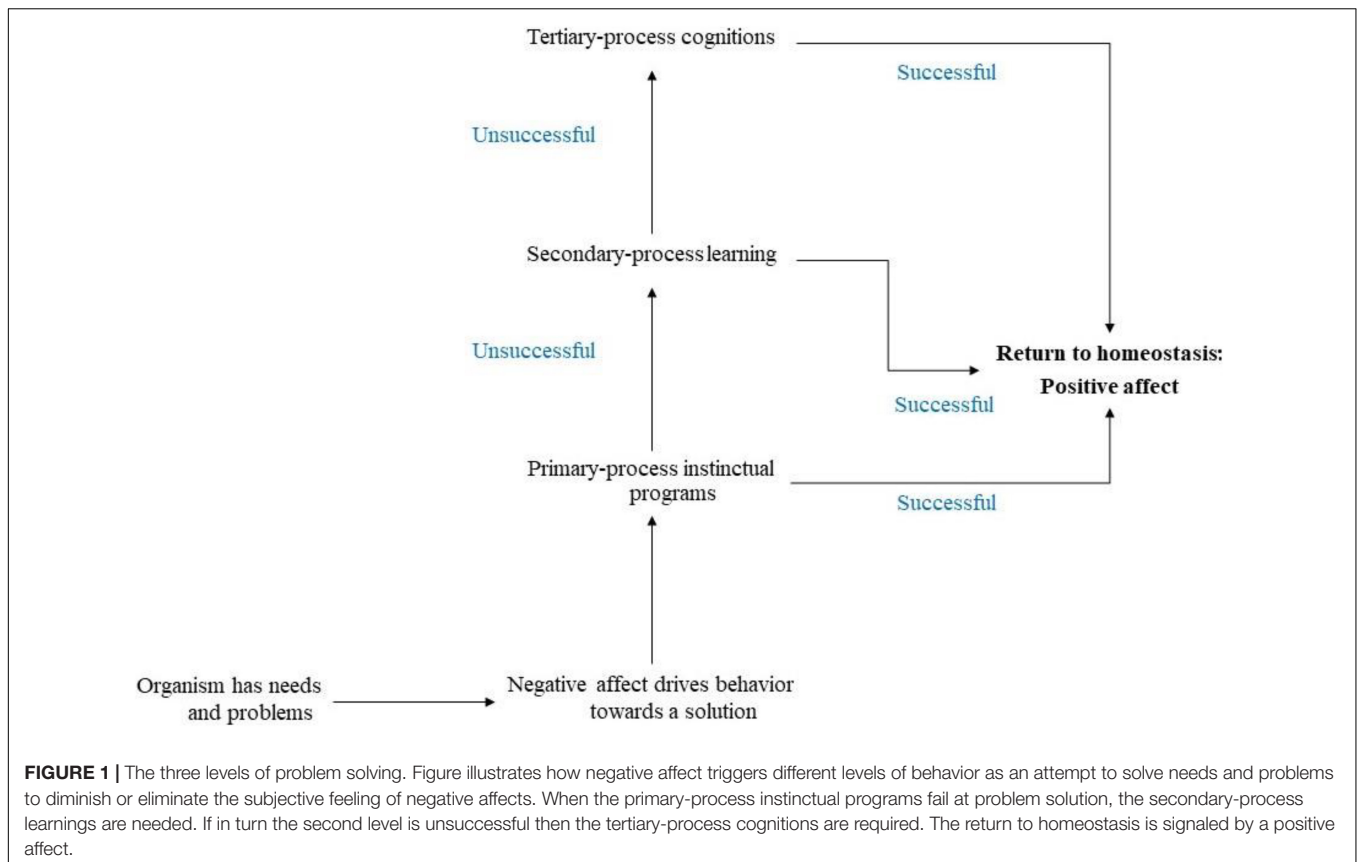 Tertiary-process cognitions
Successful
Unsuccessful
Secondary-process learning
Unsuccessful
Return to homeostasis:
Positive affect
Successful
Primary-process instinctual
programs
Successful
Organism has needs
and problems
Negative affect drives behavior
towards a solution
FIGURE 1 | The three levels of problem solving. Figure illustrates how negative affect triggers different levels of behavior as an attempt to solve needs and problems
to diminish or eliminate the subjective feeling of negative affects. When the primary-process instinctual programs fail at problem solution, the secondary-process
learnings are needed. If in turn the second level is unsuccessful then the tertiary-process cognitions are required. The return to homeostasis is signaled by a positive
affect.